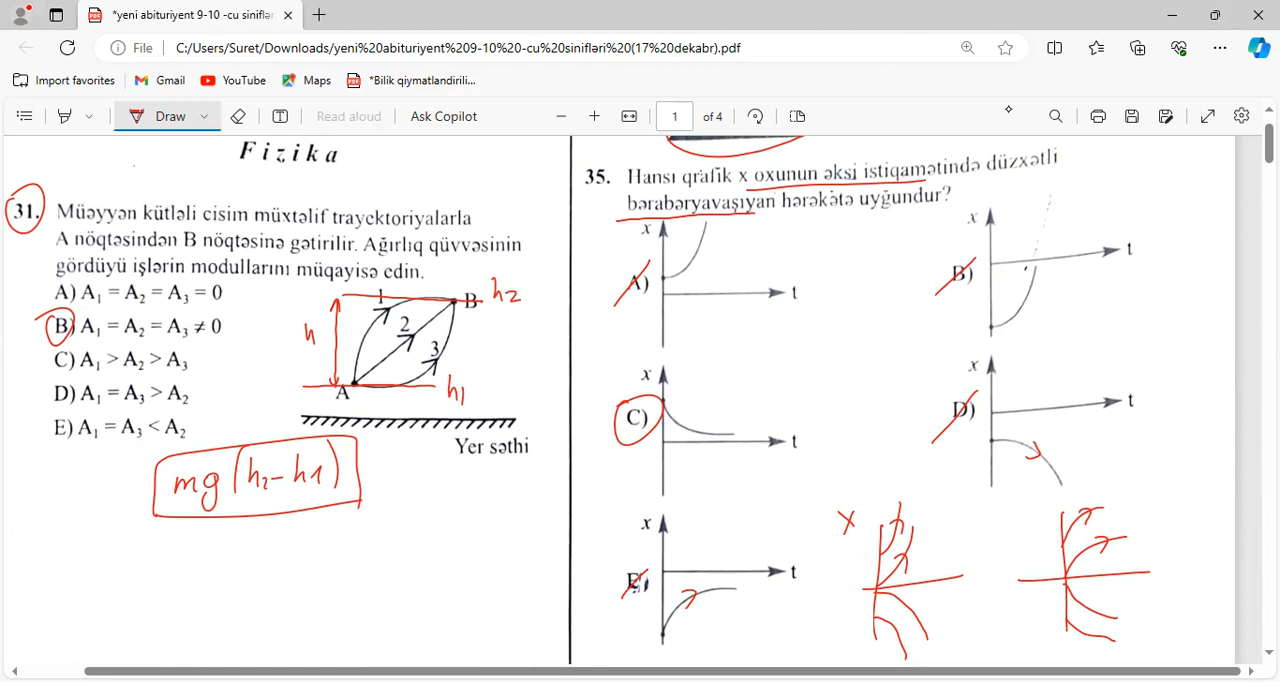 *yeni abituriyent 9-10 -cu siniflər
File
C:/Users/Suret/Downloads/yeni%20abituriyent%209-10%20-cu%20sinifləri%20(17%20dekabr).pdf
Import favorites
Gmail
YouTube
Maps
*Bilik qiymatlandirili...
Draw
Read aloud
Ask Copilot
1
of 4
Fizika
31. Müəyyən kütləli cisim müxtəlif trayektoriyalarla
A nöqtəsindən B nöqtəsinə gətirilir. Ağırlıq qüvvəsinin
gördüyü işlərin modullarını müqayisə edin.
A) A₁ = A₂ = A₃ = 0
B) A₁ = A₂ = A₃ ≠ 0
C) A₁ > A₂ > A₃
D) A₁ = A₃ > A₂
E) A₁ = A₃ < A₂
1
B
h2
2
h
3
A
h1
Yer səthi
mg(h₂-h1)
35. Hansı qrafik x oxunun əksi istiqamətində düzxətli
bərabəryavaşıyan hərəkətə uyğundur?
x
A)
t
x
B)
t
x
C)
t
x
D)
t
x
E)
t
x